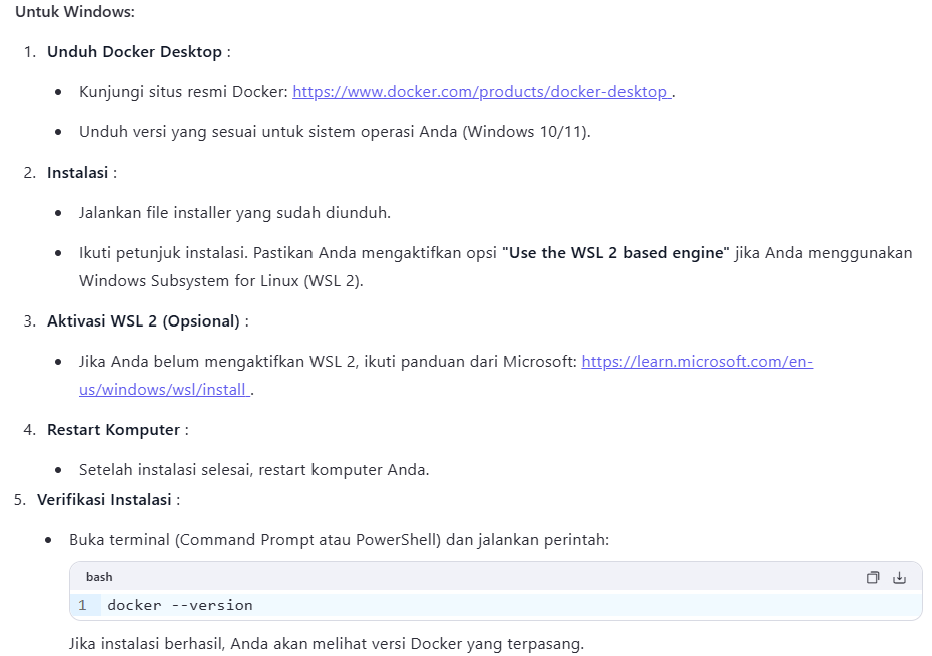 Untuk Windows:
1. Unduh Docker Desktop :
• Kunjungi situs resmi Docker: https://www.docker.com/products/docker-desktop .
• Unduh versi yang sesuai untuk sistem operasi Anda (Windows 10/11).
2. Instalasi :
• Jalankan file installer yang sudah diunduh.
• Ikuti petunjuk instalasi. Pastikan Anda mengaktifkan opsi "Use the WSL 2 based engine" jika Anda menggunakan
Windows Subsystem for Linux (WSL 2).
3. Aktivasi WSL 2 (Opsional) :
• Jika Anda belum mengaktifkan WSL 2, ikuti panduan dari Microsoft: https://learn.microsoft.com/en-
us/windows/wsl/install .
4. Restart Komputer :
• Setelah instalasi selesai, restart komputer Anda.
5. Verifikasi Instalasi :
• Buka terminal (Command Prompt atau PowerShell) dan jalankan perintah:
bash
1 docker --version
Jika instalasi berhasil, Anda akan melihat versi Docker yang terpasang.